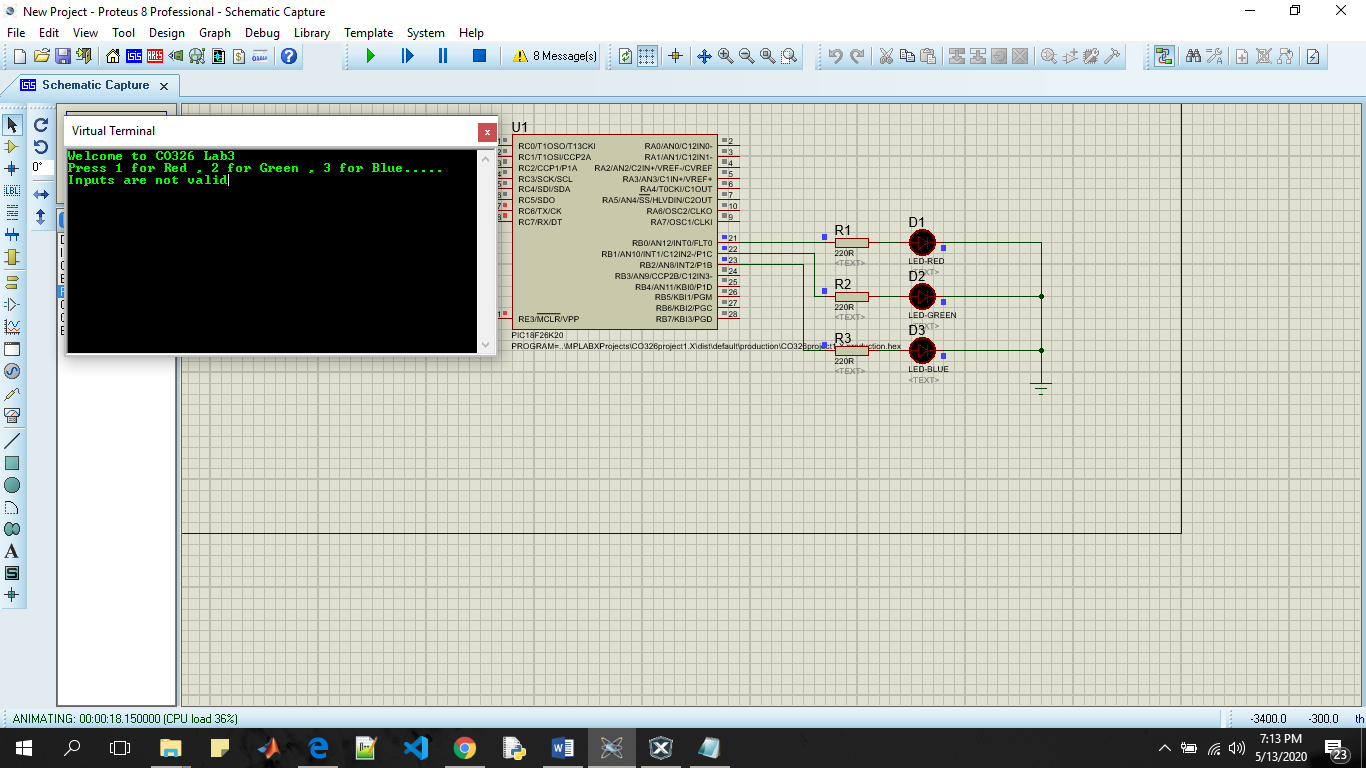 New Project - Proteus 8 Professional - Schematic Capture
File Edit View Tool Design Graph Debug Library Template System Help
8 Message(s)
Schematic Capture
Virtual Terminal
Welcome to CO326 Lab3
Press 1 for Red , 2 for Green , 3 for Blue.....
Inputs are not valid
0°
LBL
U1
RC0/T1OSO/T13CKI RA0/AN0/C12IN0- 2
RC1/T1OSI/CCP2A RA1/AN1/C12IN1- 3
RC2/CCP1/P1A RA2/AN2/C2IN+/VREF-/CVREF 4
RC3/SCK/SCL RA3/AN3/C1IN+/VREF+ 5
RC4/SDI/SDA RA4/T0CKI/C1OUT 6
RC5/SDO RA5/AN4/SS/HLVDIN/C2OUT 7
RC6/TX/CK RA6/OSC2/CLKO 10
RC7/RX/DT RA7/OSC1/CLKI 9
RB0/AN12/INT0/FLT0 21
RB1/AN10/INT1/C12IN2-/P1C 22
RB2/AN8/INT2/P1B 23
RB3/AN9/CCP2B/C12IN3- 24
RB4/AN11/KBI0/P1D 25
RB5/KBI1/PGM 26
RB6/KBI2/PGC 27
1 RE3/MCLR/VPP RB7/KBI3/PGD 28
PIC18F26K20
PROGRAM=..\MPLABXProjects\CO326project1.X\dist\default\production\CO326project1.X.production.hex
R1
220R
<TEXT>
D1
LED-RED
<TEXT>
R2
220R
<TEXT>
D2
LED-GREEN
<TEXT>
R3
220R
<TEXT>
D3
LED-BLUE
<TEXT>
ANIMATING: 00:00:18.150000 (CPU load 36%)
-3400.0 -300.0 th
7:13 PM
5/13/2020
23